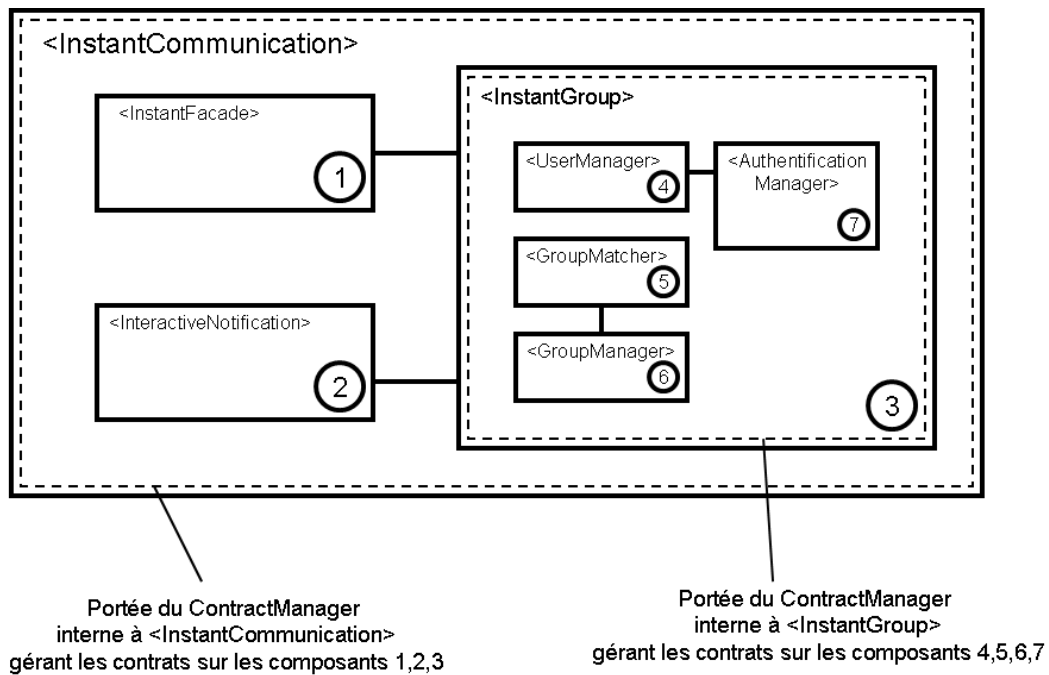 <InstantCommunication>
<InstantFacade>
1
<InteractiveNotification>
2
<InstantGroup>
<UserManager>
4
<Authentification
Manager>
7
<GroupMatcher>
5
<GroupManager>
6
3
Portée du ContractManager
interne à <InstantCommunication>
gérant les contrats sur les composants 1,2,3
Portée du ContractManager
interne à <InstantGroup>
gérant les contrats sur les composants 4,5,6,7